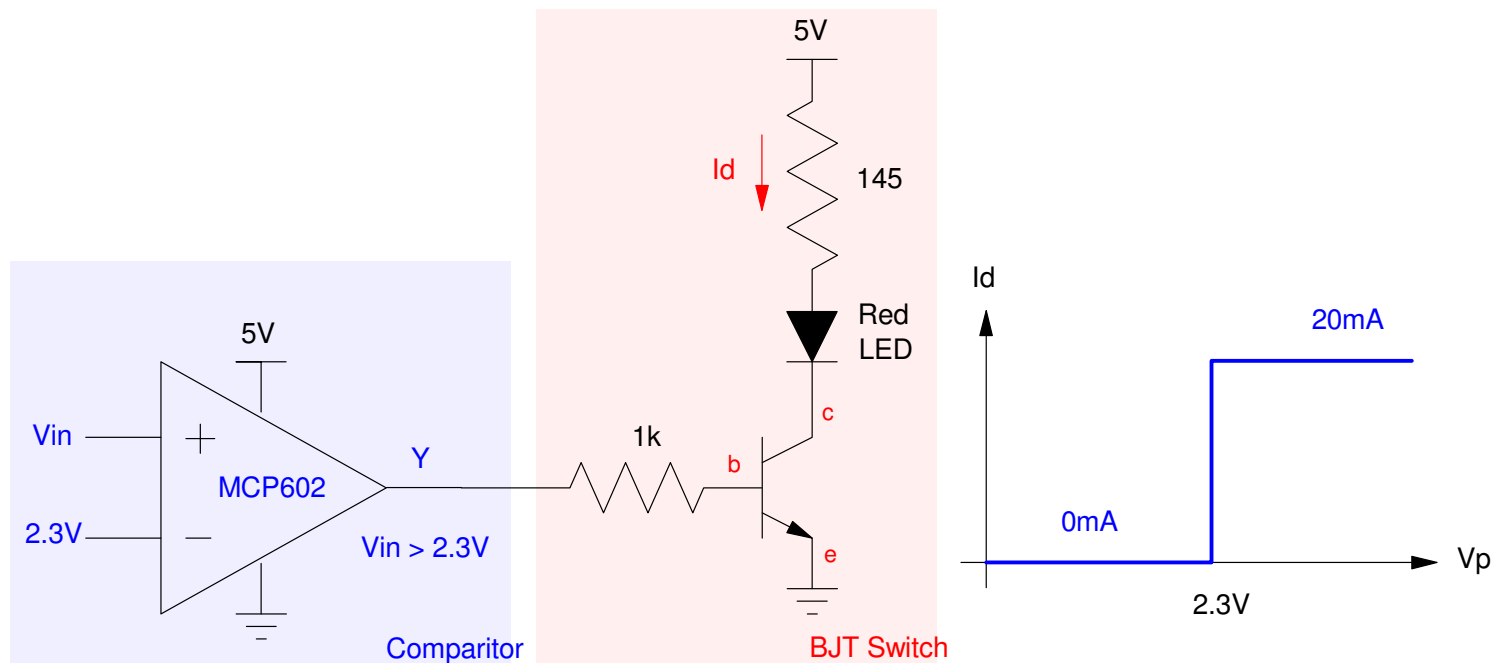 5V
Id
145
Red
LED
c
1k
b
e
5V
Vin
+
MCP602
2.3V
−
Y
Vin > 2.3V
Comparitor
BJT Switch
Id
20mA
0mA
Vp
2.3V